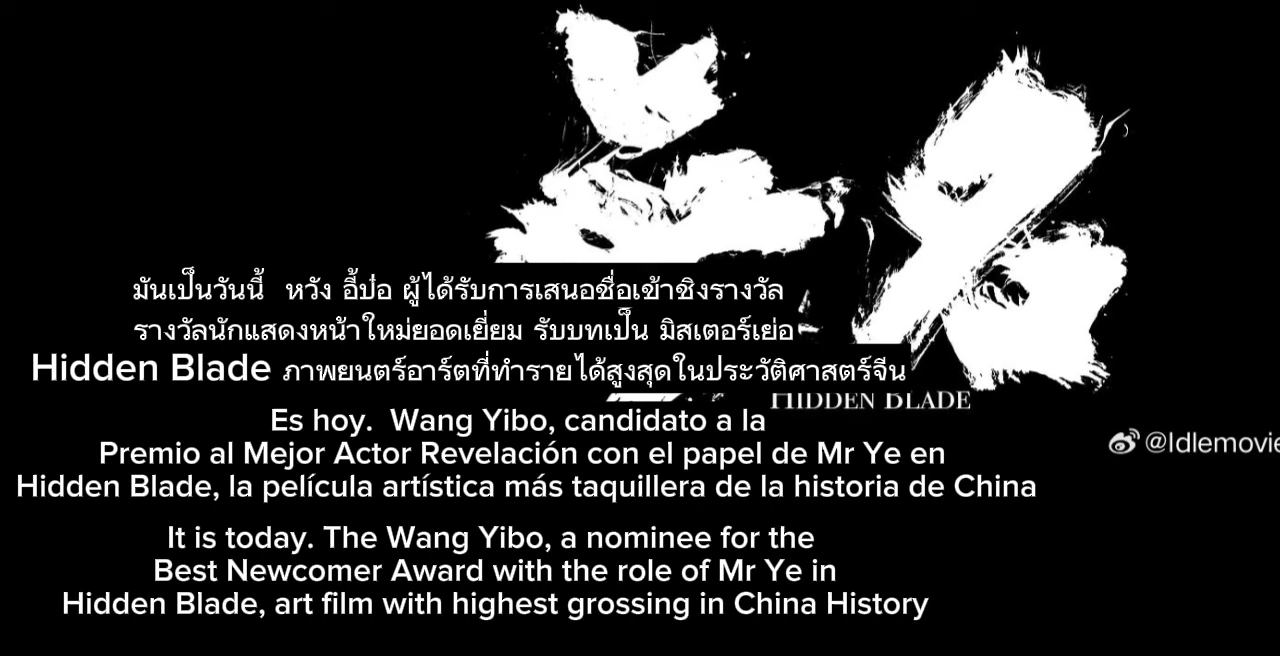 มันเป็นวันนี้ หวัง อี้ป๋อ ผู้ได้รับการเสนอชื่อเข้าชิงรางวัล
รางวัลนักแสดงหน้าใหม่ยอดเยี่ยม รับบทเป็น มิสเตอร์เย่อ
Hidden Blade ภาพยนตร์อาร์ตที่ทำรายได้สูงสุดในประวัติศาสตร์จีน
HIDDEN BLADE
Es hoy. Wang Yibo, candidato a la
Premio al Mejor Actor Revelación con el papel de Mr Ye en
Hidden Blade, la película artística más taquillera de la historia de China
@Idlemovie
It is today. The Wang Yibo, a nominee for the
Best Newcomer Award with the role of Mr Ye in
Hidden Blade, art film with highest grossing in China History